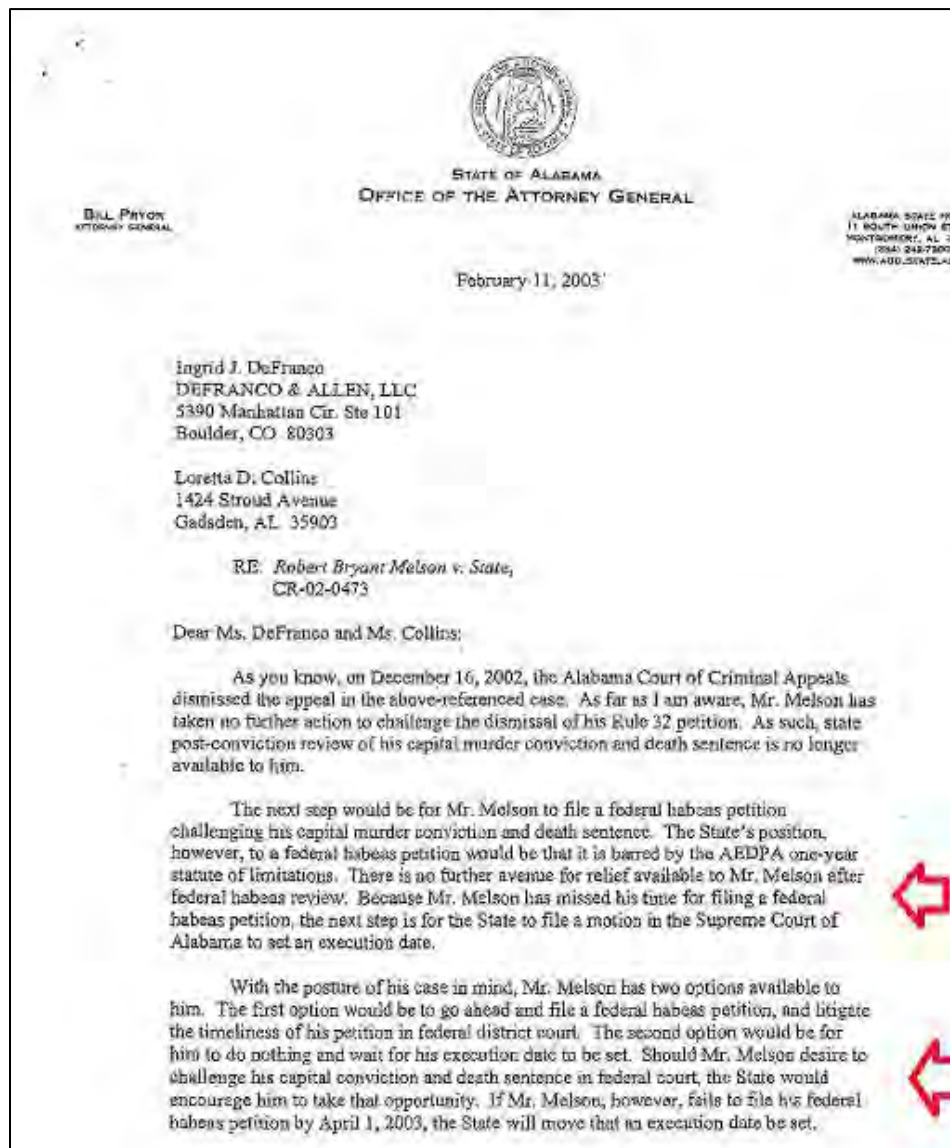 STATE OF ALABAMA
OFFICE OF THE ATTORNEY GENERAL
BILL PRYOR
ATTORNEY GENERAL
ALABAMA STATE
11 SOUTH UNION
MONTGOMERY, AL
February 11, 2003
Ingrid J. DeFranco
DEFRANCO & ALLEN, LLC
5390 Manhattan Cir. Ste 101
Boulder, CO 80303
Loretta D. Collins
1424 Stroud Avenue
Gadsden, AL 35903
RE: Robert Bryant Melson v. State,
CR-02-0473
Dear Ms. DeFranco and Ms. Collins:
As you know, on December 16, 2002, the Alabama Court of Criminal Appeals
dismissed the appeal in the above-referenced case. As far as I am aware, Mr. Melson has
taken no further action to challenge the dismissal of his Rule 32 petition. As such, state
post-conviction review of his capital murder conviction and death sentence is no longer
available to him.
The next step would be for Mr. Melson to file a federal habeas petition
challenging his capital murder conviction and death sentence. The State's position,
however, to a federal habeas petition would be that it is barred by the AEDPA one-year
statute of limitations. There is no further avenue for relief available to Mr. Melson after
federal habeas review. Because Mr. Melson has missed his time for filing a federal
habeas petition, the next step is for the State to file a motion in the Supreme Court of
Alabama to set an execution date.
With the posture of his case in mind, Mr. Melson has two options available to
him. The first option would be to go ahead and file a federal habeas petition, and litigate
the timeliness of his petition in federal district court. The second option would be for
him to do nothing and wait for his execution date to be set. Should Mr. Melson desire to
challenge his capital conviction and death sentence in federal court, the State would
encourage him to take that opportunity. If Mr. Melson, however, fails to file his federal
habeas petition by April 1, 2003, the State will move that an execution date be set.